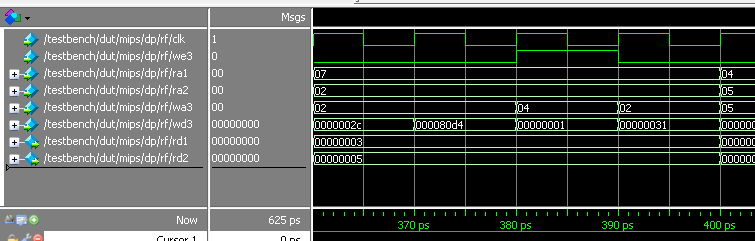 Msgs
/testbench/dut/mips/dp/rf/clk 1
/testbench/dut/mips/dp/rf/we3 0
/testbench/dut/mips/dp/rf/ra1 00 07 04
/testbench/dut/mips/dp/rf/ra2 00 02 05
/testbench/dut/mips/dp/rf/wa3 00 02 04 02 05
/testbench/dut/mips/dp/rf/wd3 00000000 0000002c 000080d4 00000001 00000031 000000
/testbench/dut/mips/dp/rf/rd1 00000000 00000003 000000
/testbench/dut/mips/dp/rf/rd2 00000000 00000005 000000
Now 625 ps 370 ps 380 ps 390 ps 400 ps
Cursor 1 0 ps